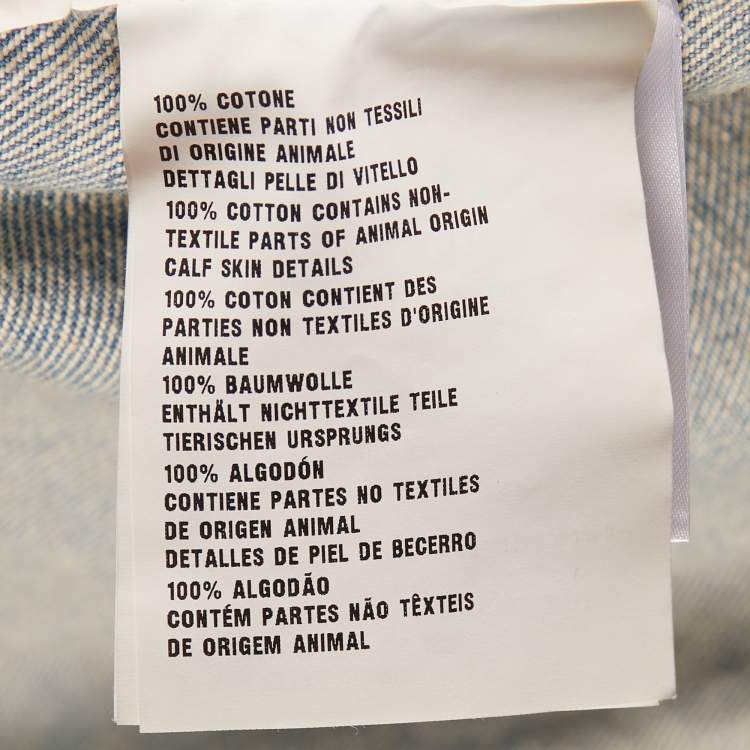 100% COTONE
CONTIENE PARTI NON TESSILI
DI ORIGINE ANIMALE
DETTAGLI PELLE DI VITELLO
100% COTTON CONTAINS NON-
TEXTILE PARTS OF ANIMAL ORIGIN
CALF SKIN DETAILS
100% COTON CONTIENT DES
PARTIES NON TEXTILES D'ORIGINE
ANIMALE
100% BAUMWOLLE
ENTHÄLT NICHTTEXTILE TEILE
TIERISCHEN URSPRUNGS
100% ALGODÓN
CONTIENE PARTES NO TEXTILES
DE ORIGEN ANIMAL
DETALLES DE PIEL DE BECERRO
100% ALGODÃO
CONTÉM PARTES NÃO TÊXTEIS
DE ORIGEM ANIMAL